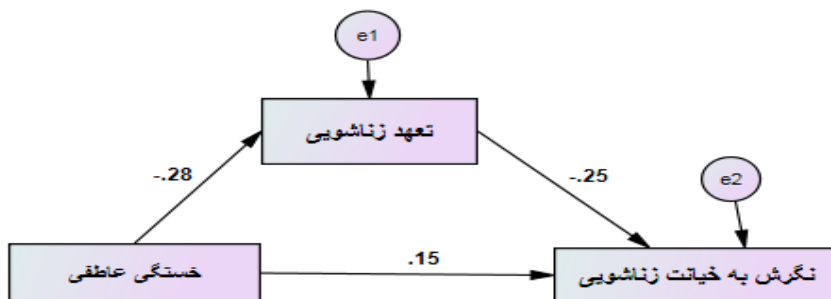 e1
تعهد زناشویی
-.28
-.25
e2
خستگی عاطفی
.15
نگرش به خیانت زناشویی